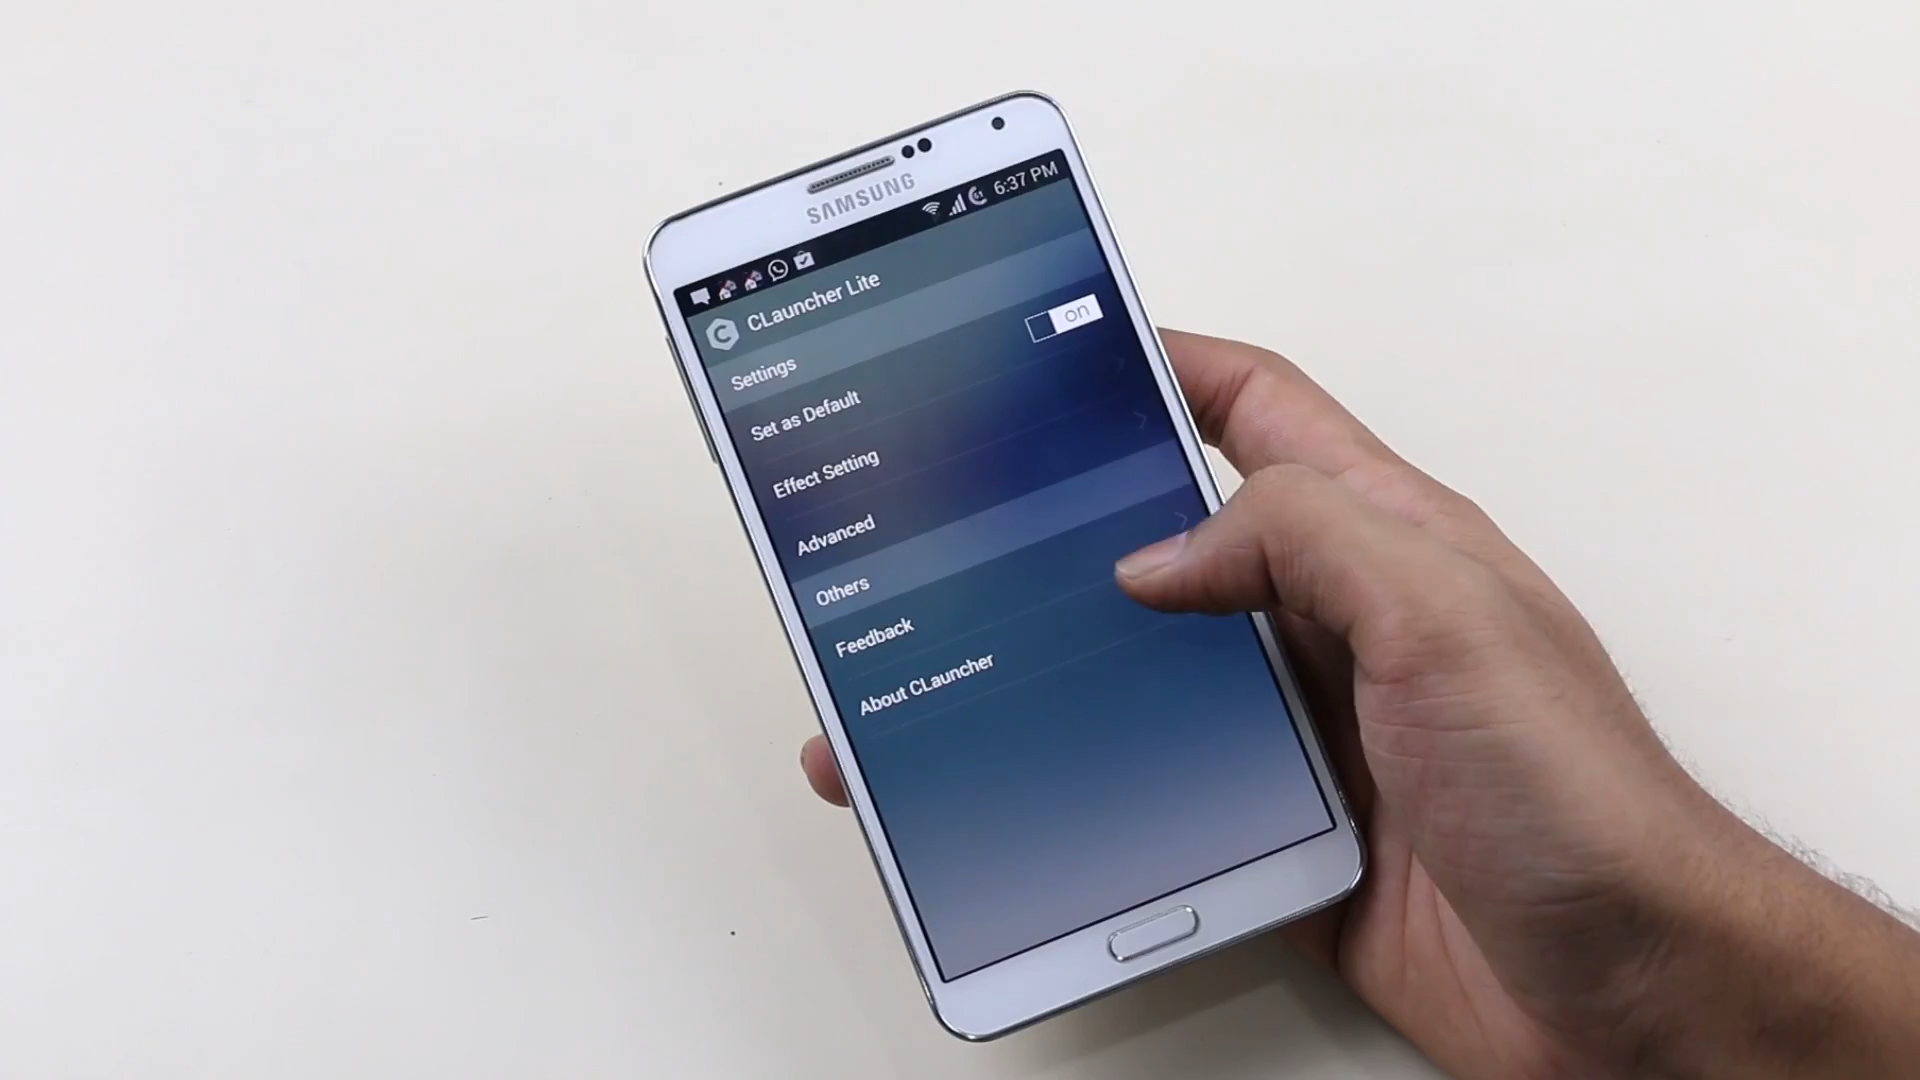 SAMSUNG
6:37 PM
CLauncher Lite
Settings
Set as Default
on
Effect Setting
Advanced
Others
Feedback
About CLauncher